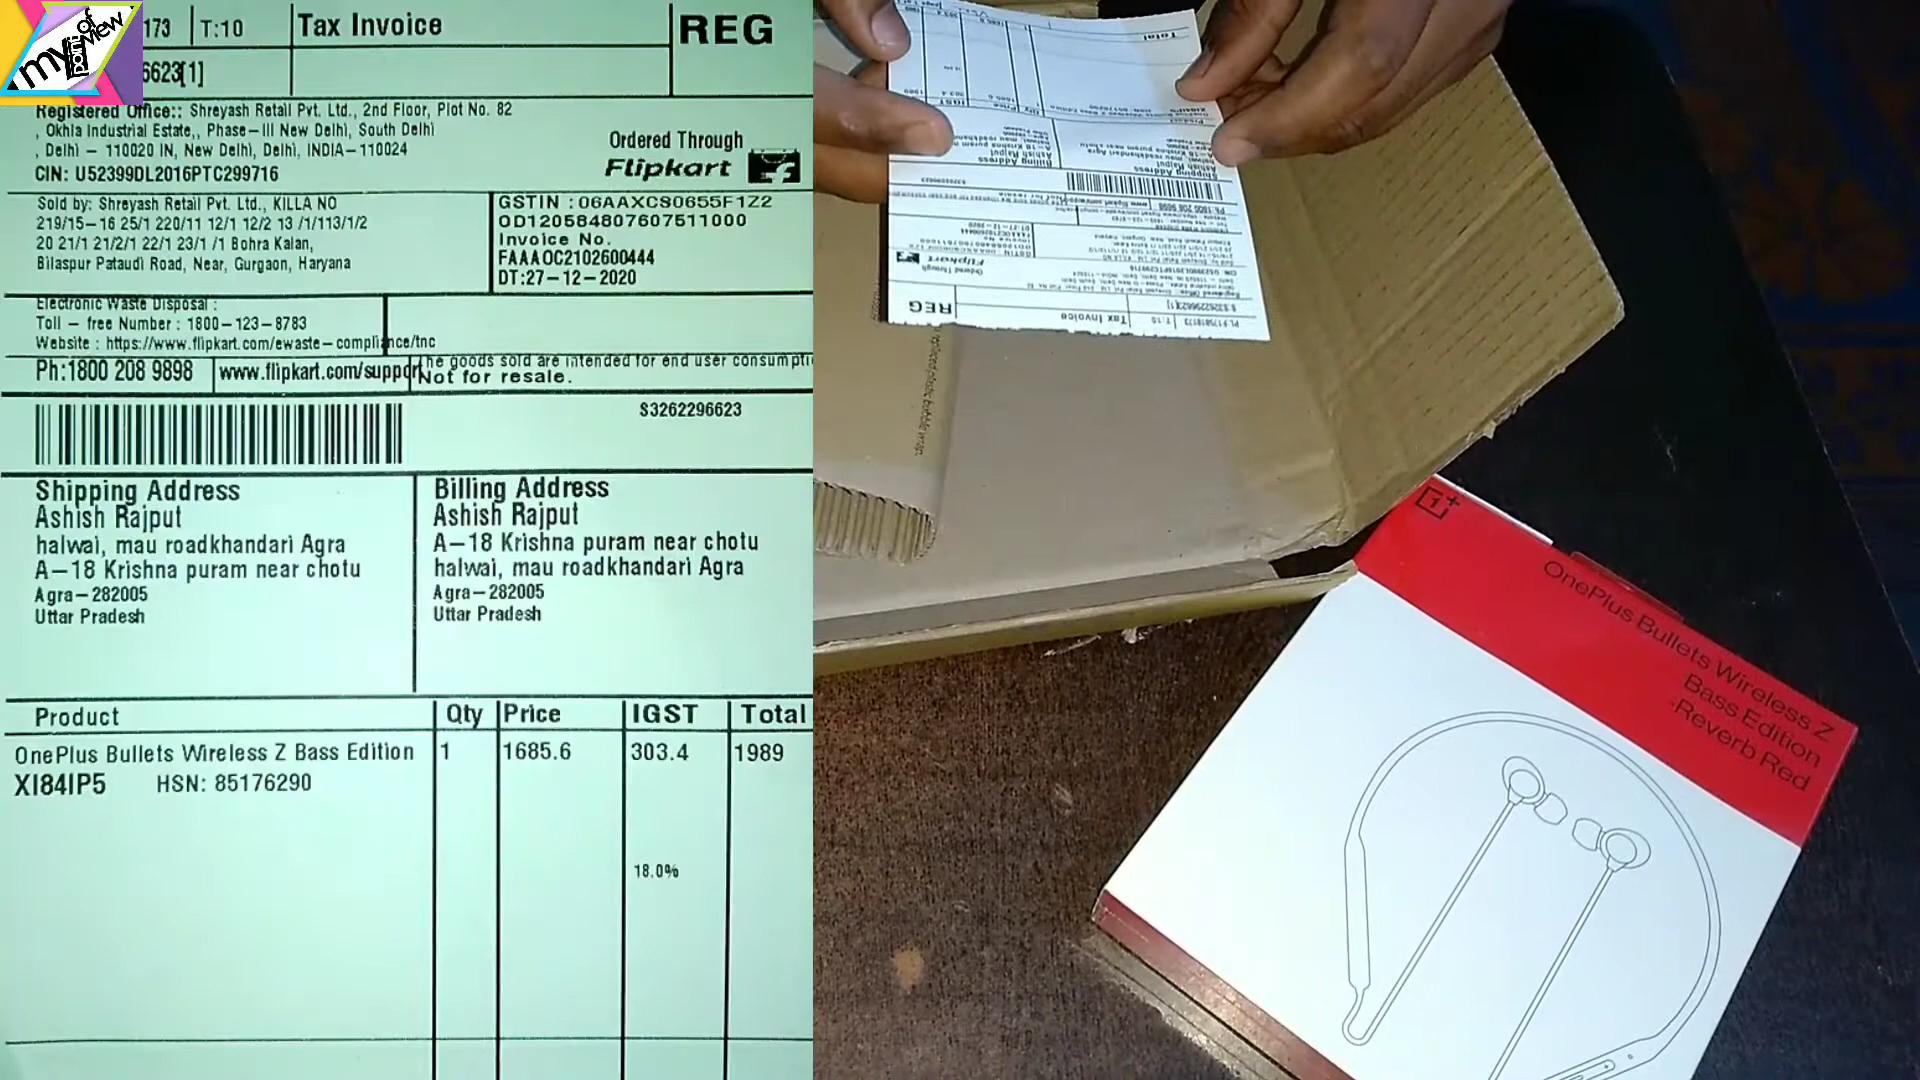 my POINT of view
173 T:10 Tax Invoice REG
6623[1]
Registered Office:: Shreyash Retail Pvt. Ltd., 2nd Floor, Plot No. 82
, Okhla Industrial Estate,, Phase-III New Delhi, South Delhi
, Delhi - 110020 IN, New Delhi, Delhi, INDIA-110024
CIN: U52399DL2016PTC299716
Ordered Through
Flipkart
Sold by: Shreyash Retail Pvt. Ltd., KILLA NO
219/15-16 25/1 220/11 12/1 12/2 13 /1/113/1/2
20 21/1 21/2/1 22/1 23/1 /1 Bohra Kalan,
Bilaspur Pataudi Road, Near, Gurgaon, Haryana
GSTIN : 06AAXCS0655F1Z2
OD120584807607511000
Invoice No.
FAAAOC2102600444
DT:27-12-2020
Electronic Waste Disposal :
Toll - free Number : 1800-123-8783
Website : https://www.flipkart.com/ewaste-compliance/tnc
Ph:1800 208 9898 www.flipkart.com/support
The goods sold are intended for end user consumpti
Not for resale.
S3262296623
Shipping Address
Ashish Rajput
halwai, mau roadkhandari Agra
A-18 Krishna puram near chotu
Agra-282005
Uttar Pradesh
Billing Address
Ashish Rajput
A-18 Krishna puram near chotu
halwai, mau roadkhandari Agra
Agra-282005
Uttar Pradesh
Product Qty Price IGST Total
OnePlus Bullets Wireless Z Bass Edition 1 1685.6 303.4 1989
XI84IP5 HSN: 85176290
18.0%
OnePlus Bullets Wireless Z
Bass Edition
-Reverb Red